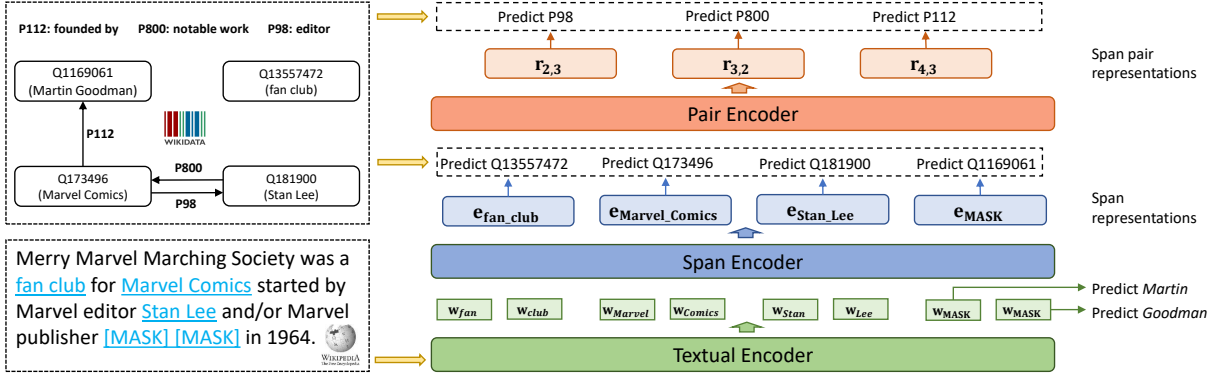 P112: founded by P800: notable work P98: editor
Q1169061
(Martin Goodman)
Q13557472
(fan club)
P112
WIKIDATA
Q173496
(Marvel Comics)
P800
P98
Q181900
(Stan Lee)
Merry Marvel Marching Society was a
fan club for Marvel Comics started by
Marvel editor Stan Lee and/or Marvel
publisher [MASK] [MASK] in 1964.
WIKIPEDIA
The Free Encyclopedia
Predict P98 Predict P800 Predict P112
r2,3 r3,2 r4,3
Span pair
representations
Pair Encoder
Predict Q13557472 Predict Q173496 Predict Q181900 Predict Q1169061
efan_club eMarvel_Comics eStan_Lee eMASK
Span
representations
Span Encoder
wfan wclub wMarvel wComics wStan wLee wMASK wMASK
Predict Martin
Predict Goodman
Textual Encoder